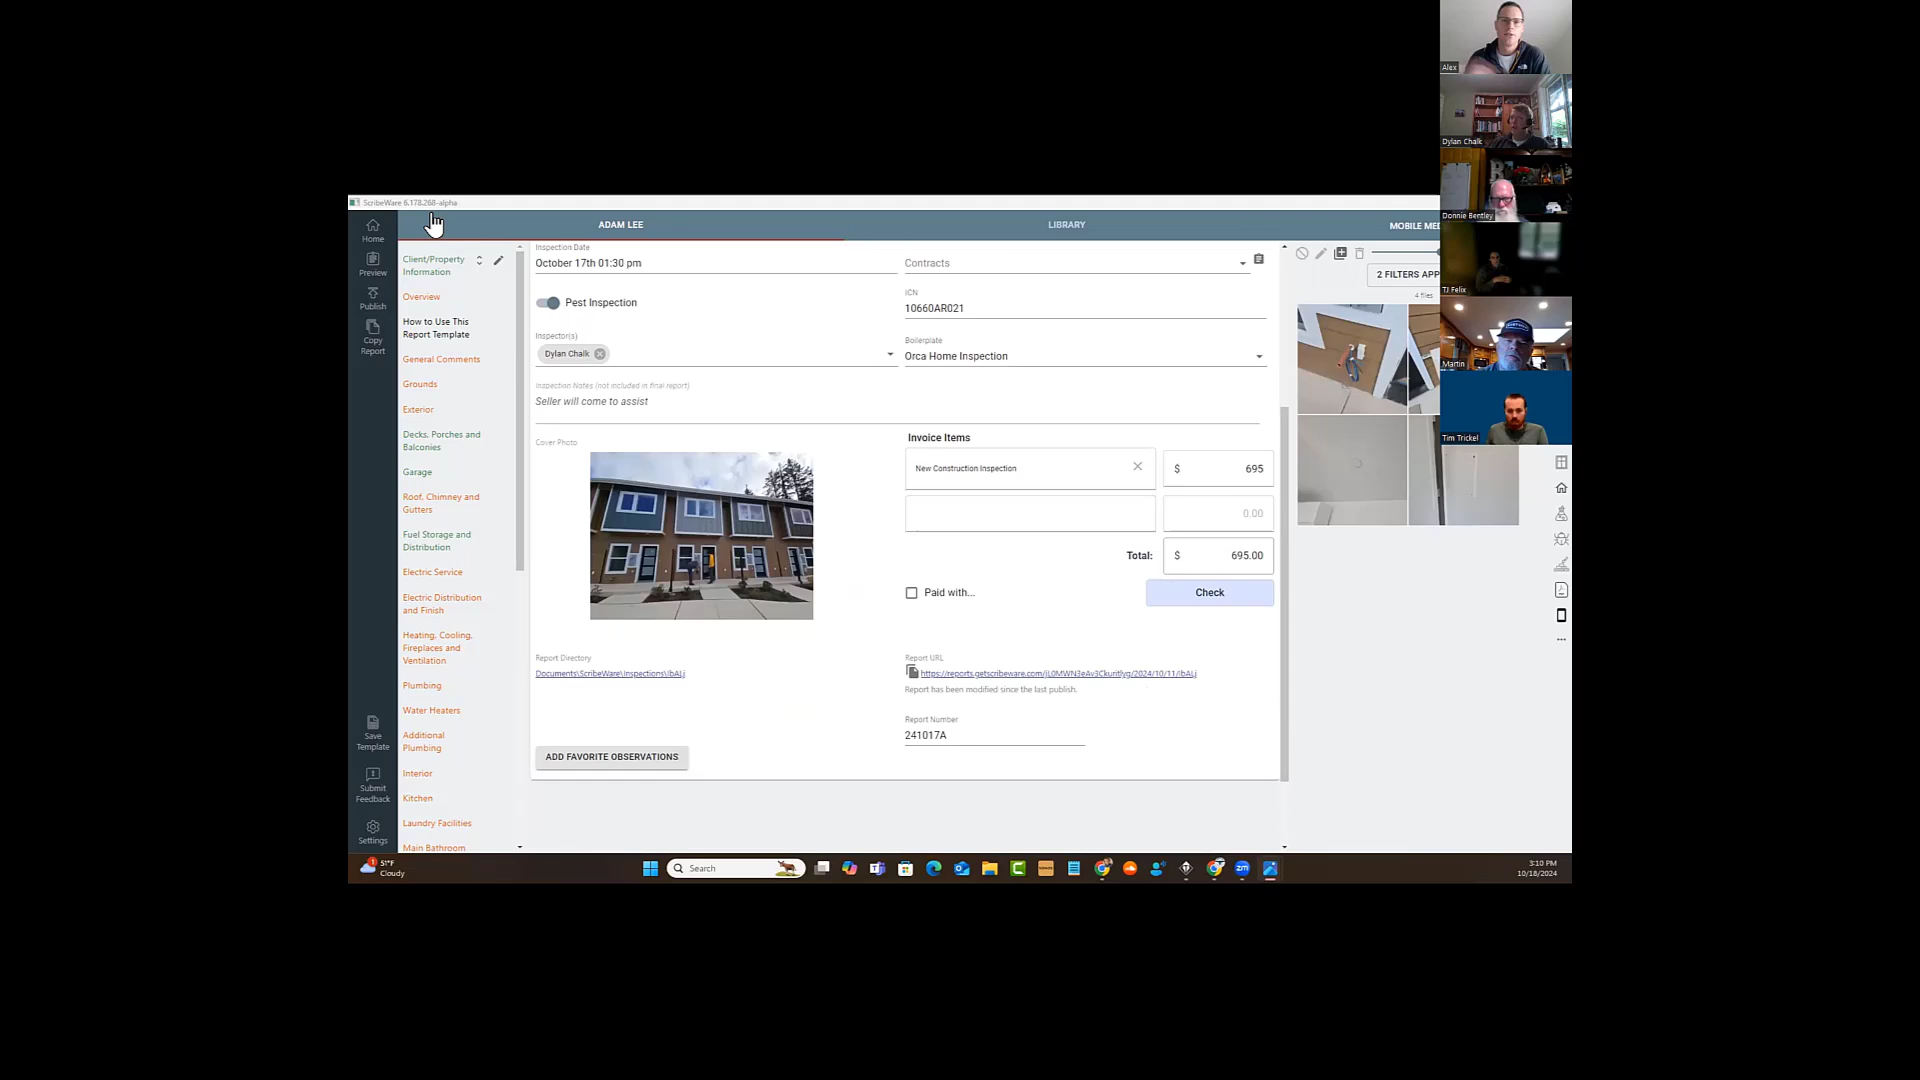 ScribeWare 6.178.268-alpha
Home
Preview
Publish
Copy
Report
Save
Template
Submit
Feedback
Settings
ADAM LEE
LIBRARY
MOBILE MED
Client/Property
Information
Overview
How to Use This
Report Template
General Comments
Grounds
Exterior
Decks, Porches and
Balconies
Garage
Roof, Chimney and
Gutters
Fuel Storage and
Distribution
Electric Service
Electric Distribution
and Finish
Heating, Cooling,
Fireplaces and
Ventilation
Plumbing
Water Heaters
Additional
Plumbing
Interior
Kitchen
Laundry Facilities
Main Bathroom
Inspection Date
October 17th 01:30 pm
Contracts
Pest Inspection
ICN
10660AR021
Inspector(s)
Dylan Chalk
Boilerplate
Orca Home Inspection
Inspection Notes (not included in final report)
Seller will come to assist
Cover Photo
Invoice Items
New Construction Inspection
$ 695
0.00
Total:
$ 695.00
Paid with...
Check
Report Directory
Documents\ScribeWare\Inspections\lbALj
Report URL
Report has been modified since the last publish.
Report Number
241017A
ADD FAVORITE OBSERVATIONS
2 FILTERS APP
4 files
Alex
Dylan Chalk
Donnie Bentley
TJ Felix
Martin
Tim Trickel
1
51°F
Cloudy
Search
zm
3:10 PM
10/18/2024